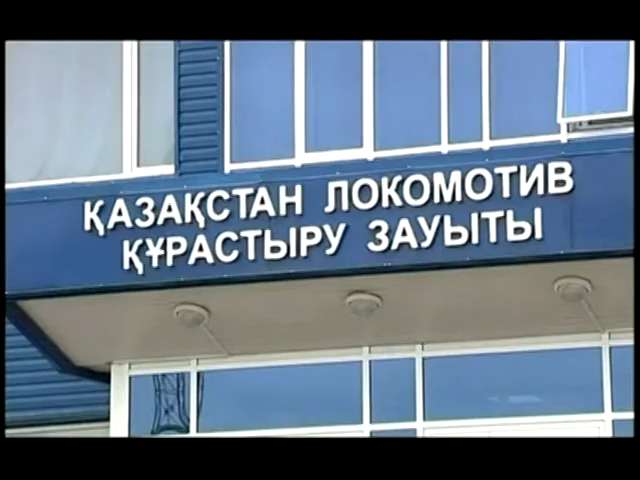 ҚАЗАҚСТАН ЛОКОМОТИВ
ҚҰРАСТЫРУ ЗАУЫТЫ